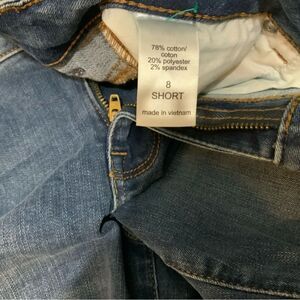 78% cotton/
coton
20% polyester
2% spandex
8
SHORT
made in vietnam